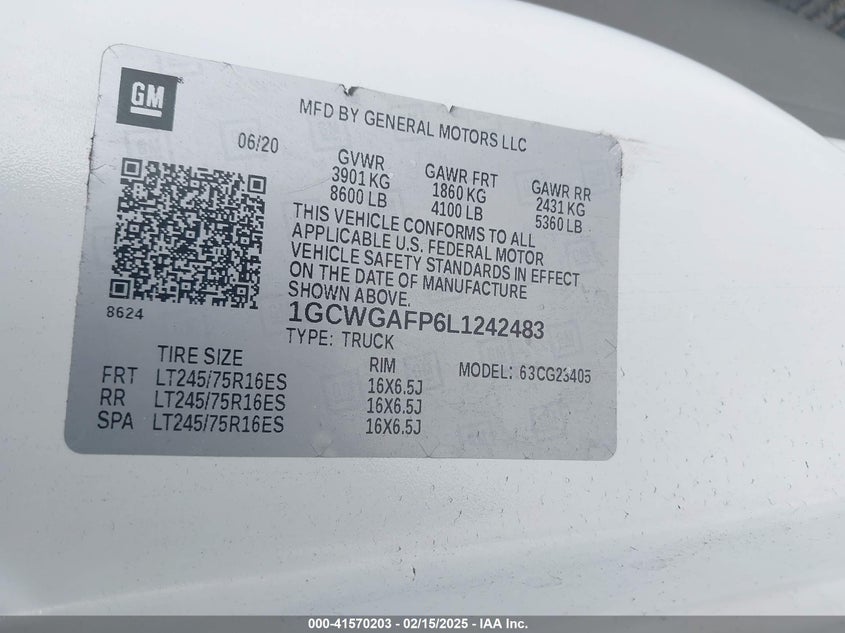 GM
MFD BY GENERAL MOTORS LLC
06/20
GVWR GAWR FRT GAWR RR
3901 KG 1860 KG 2431 KG
8600 LB 4100 LB 5360 LB
THIS VEHICLE CONFORMS TO ALL
APPLICABLE U.S. FEDERAL MOTOR
VEHICLE SAFETY STANDARDS IN EFFECT
ON THE DATE OF MANUFACTURE
SHOWN ABOVE.
8624
1GCWGAFP6L1242483
TYPE: TRUCK
TIRE SIZE RIM MODEL: 63CG23405
FRT LT245/75R16ES 16X6.5J
RR LT245/75R16ES 16X6.5J
SPA LT245/75R16ES 16X6.5J
000-41570203 - 02/15/2025 - IAA Inc.